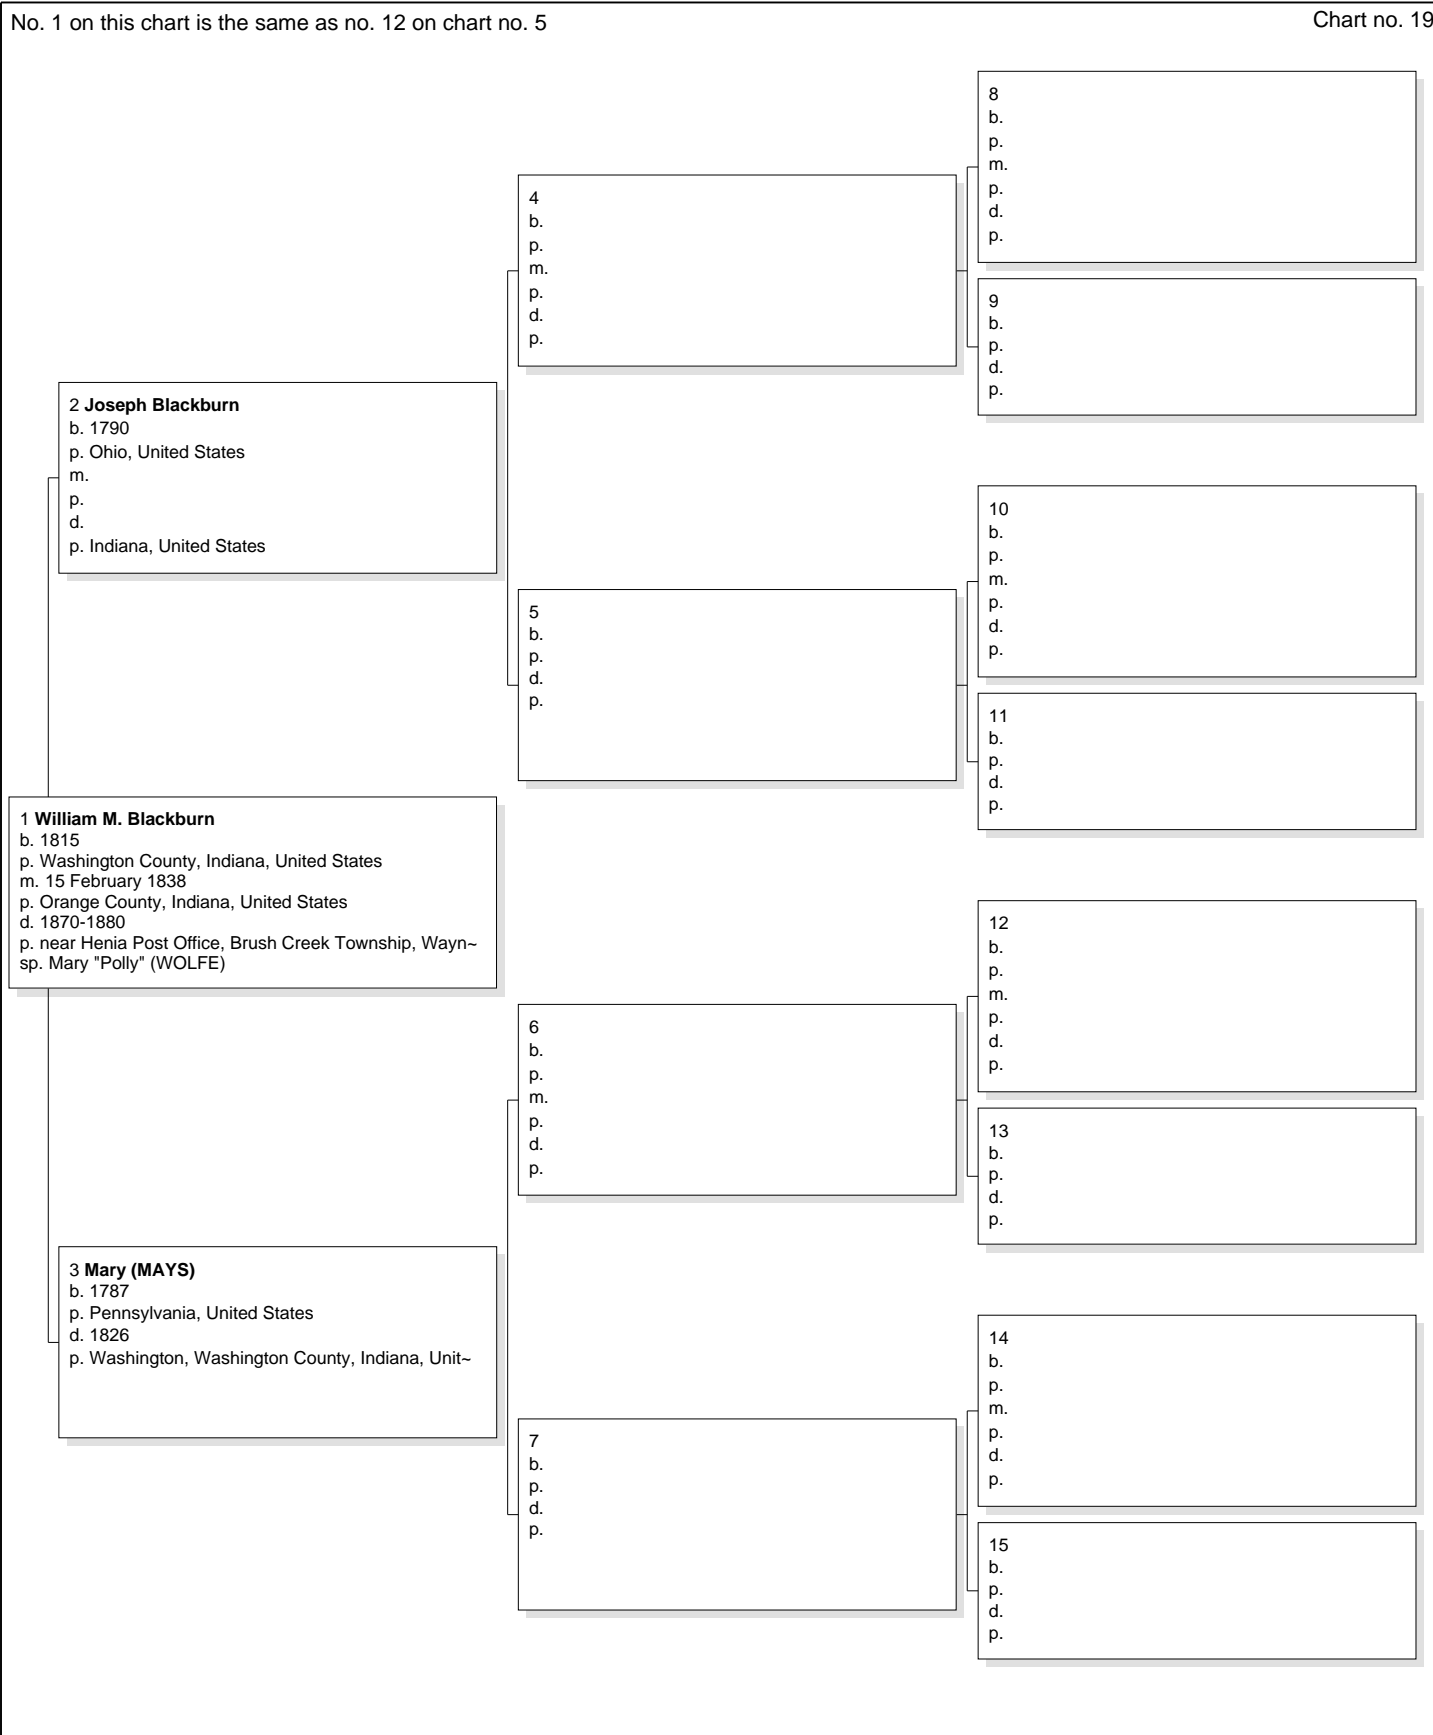 No. 1 on this chart is the same as no. 12 on chart no. 5
Chart no. 19
8
b.
p.
m.
p.
d.
p.
4
b.
p.
m.
p.
d.
p.
9
b.
p.
d.
p.
2 Joseph Blackburn
b. 1790
p. Ohio, United States
m.
p.
d.
p. Indiana, United States
10
b.
p.
m.
p.
d.
p.
5
b.
p.
d.
p.
11
b.
p.
d.
p.
1 William M. Blackburn
b. 1815
p. Washington County, Indiana, United States
m. 15 February 1838
p. Orange County, Indiana, United States
d. 1870-1880
p. near Henia Post Office, Brush Creek Township, Wayn~
sp. Mary "Polly" (WOLFE)
12
b.
p.
m.
p.
d.
p.
6
b.
p.
m.
p.
d.
p.
13
b.
p.
d.
p.
3 Mary (MAYS)
b. 1787
p. Pennsylvania, United States
d. 1826
p. Washington, Washington County, Indiana, Unit~
14
b.
p.
m.
p.
d.
p.
7
b.
p.
d.
p.
15
b.
p.
d.
p.